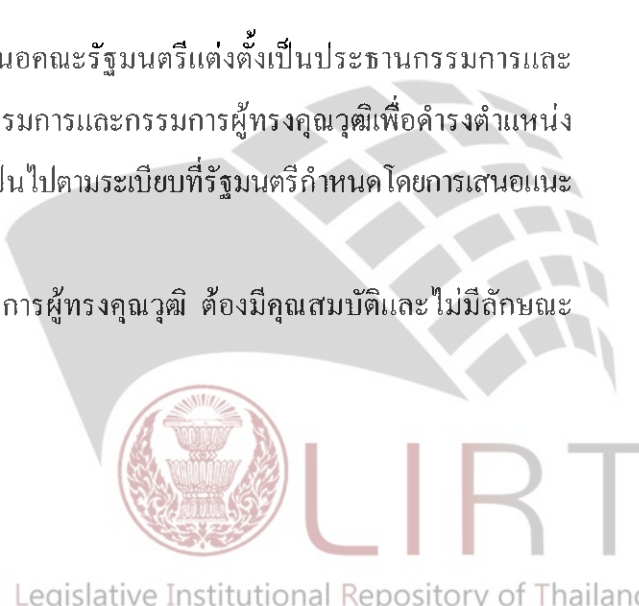 นอคณะรัฐมนตรีแต่งตั้งเป็นประธานกรรมการและ
รมการและกรรมการผู้ทรงคุณวุฒิเพื่อดำรงตำแหน่ง
ป็นไปตามระเบียบที่รัฐมนตรีกำหนดโดยการเสนอแนะ
การผู้ทรงคุณวุฒิ ต้องมีคุณสมบัติและไม่มีลักษณะ
LIRT
Legislative Institutional Repository of Thailand